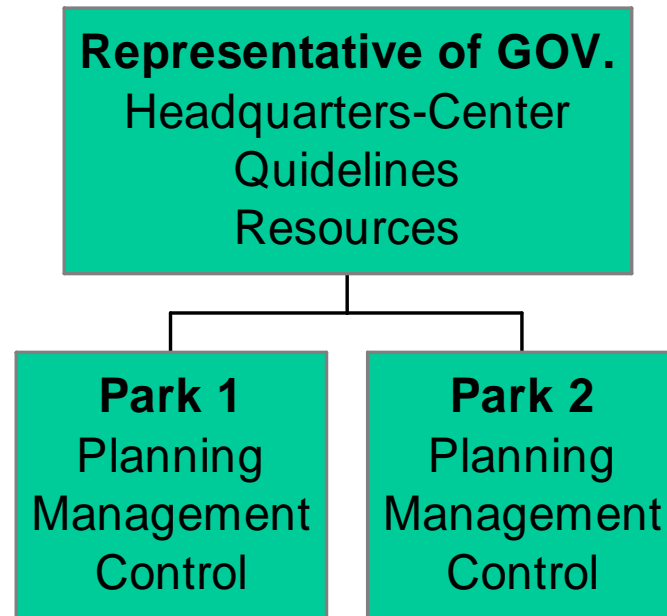 Representative of GOV.
Headquarters-Center
Quidelines
Resources
Park 1
Planning
Management
Control
Park 2
Planning
Management
Control